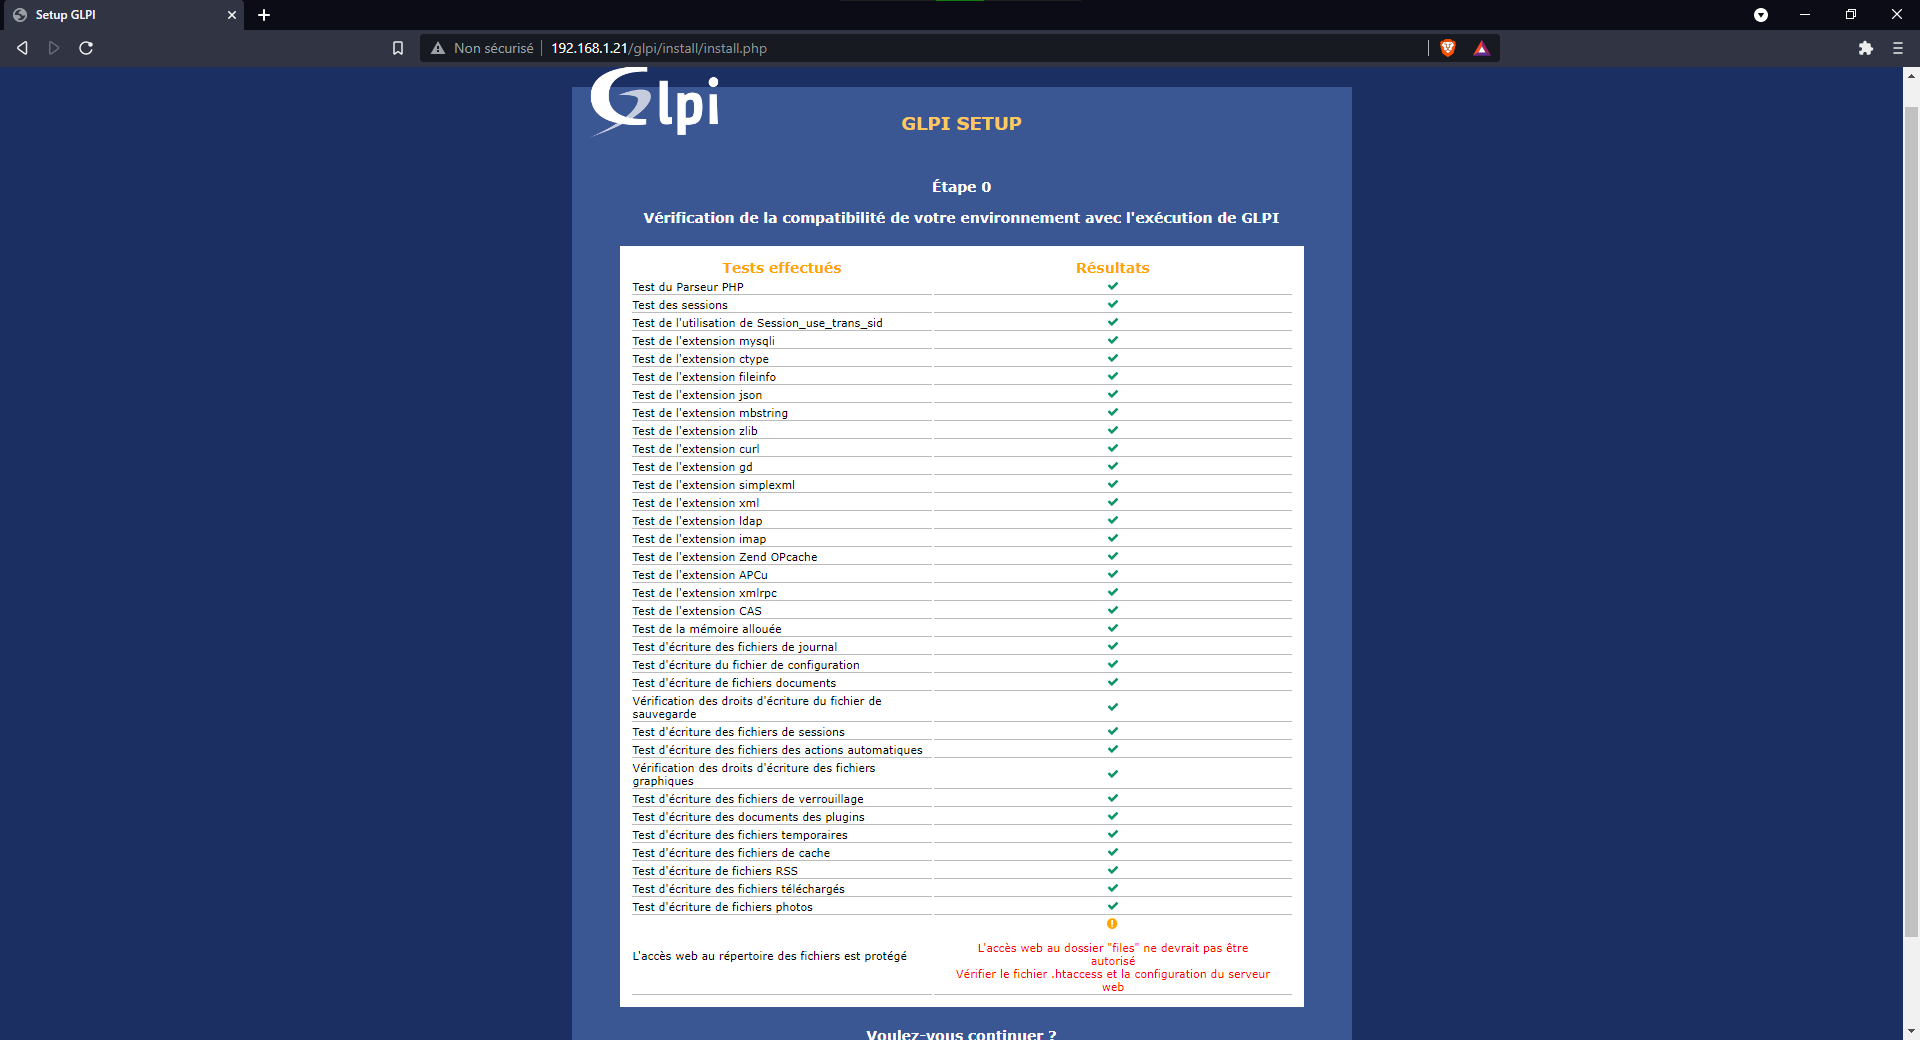 Setup GLPI
Non sécurisé 192.168.1.21/glpi/install/install.php
Glpi
GLPI SETUP
Étape 0
Vérification de la compatibilité de votre environnement avec l'exécution de GLPI
Tests effectués Résultats
Test du Parseur PHP
Test des sessions
Test de l'utilisation de Session_use_trans_sid
Test de l'extension mysqli
Test de l'extension ctype
Test de l'extension fileinfo
Test de l'extension json
Test de l'extension mbstring
Test de l'extension zlib
Test de l'extension curl
Test de l'extension gd
Test de l'extension simplexml
Test de l'extension xml
Test de l'extension ldap
Test de l'extension imap
Test de l'extension Zend OPcache
Test de l'extension APCu
Test de l'extension xmlrpc
Test de l'extension CAS
Test de la mémoire allouée
Test d'écriture des fichiers de journal
Test d'écriture du fichier de configuration
Test d'écriture de fichiers documents
Vérification des droits d'écriture du fichier de
sauvegarde
Test d'écriture des fichiers de sessions
Test d'écriture des fichiers des actions automatiques
Vérification des droits d'écriture des fichiers
graphiques
Test d'écriture des fichiers de verrouillage
Test d'écriture des documents des plugins
Test d'écriture des fichiers temporaires
Test d'écriture des fichiers de cache
Test d'écriture de fichiers RSS
Test d'écriture des fichiers téléchargés
Test d'écriture de fichiers photos
L'accès web au répertoire des fichiers est protégé
L'accès web au dossier "files" ne devrait pas être
autorisé
Vérifier le fichier .htaccess et la configuration du serveur
web
Voulez-vous continuer ?